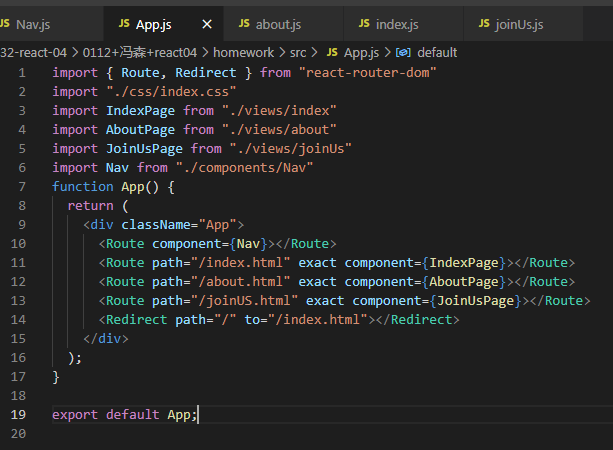 JS Nav.js JS App.js × JS about.js JS index.js JS joinUs.js
32-react-04 > 0112+冯森+react04 > homework > src > JS App.js > default
1 import { Route, Redirect } from "react-router-dom"
2 import "./css/index.css"
3 import IndexPage from "./views/index"
4 import AboutPage from "./views/about"
5 import JoinUsPage from "./views/joinUs"
6 import Nav from "./components/Nav"
7 function App() {
8 return (
9 <div className="App">
10 <Route component={Nav}></Route>
11 <Route path="/index.html" exact component={IndexPage}></Route>
12 <Route path="/about.html" exact component={AboutPage}></Route>
13 <Route path="/joinUS.html" exact component={JoinUsPage}></Route>
14 <Redirect path="/" to="/index.html"></Redirect>
15 </div>
16 );
17 }
18
19 export default App;
20